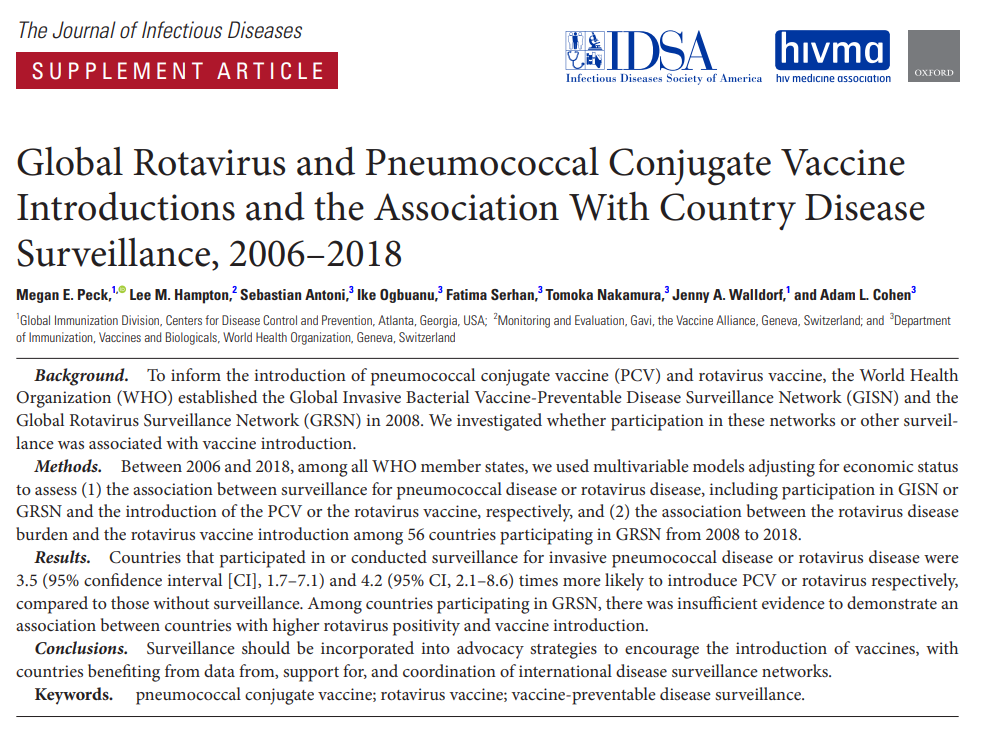 The Journal of Infectious Diseases
SUPPLEMENT ARTICLE
IDSA
Infectious Diseases Society of America
hivma
hiv medicine association
OXFORD
Global Rotavirus and Pneumococcal Conjugate Vaccine
Introductions and the Association With Country Disease
Surveillance, 2006–2018
Megan E. Peck,1, Lee M. Hampton,2 Sebastian Antoni,3 Ike Ogbuanu,3 Fatima Serhan,3 Tomoka Nakamura,3 Jenny A. Walldorf,1 and Adam L. Cohen3
1Global Immunization Division, Centers for Disease Control and Prevention, Atlanta, Georgia, USA; 2Monitoring and Evaluation, Gavi, the Vaccine Alliance, Geneva, Switzerland; and 3Department
of Immunization, Vaccines and Biologicals, World Health Organization, Geneva, Switzerland
Background. To inform the introduction of pneumococcal conjugate vaccine (PCV) and rotavirus vaccine, the World Health
Organization (WHO) established the Global Invasive Bacterial Vaccine-Preventable Disease Surveillance Network (GISN) and the
Global Rotavirus Surveillance Network (GRSN) in 2008. We investigated whether participation in these networks or other surveil-
lance was associated with vaccine introduction.
Methods. Between 2006 and 2018, among all WHO member states, we used multivariable models adjusting for economic status
to assess (1) the association between surveillance for pneumococcal disease or rotavirus disease, including participation in GISN or
GRSN and the introduction of the PCV or the rotavirus vaccine, respectively, and (2) the association between the rotavirus disease
burden and the rotavirus vaccine introduction among 56 countries participating in GRSN from 2008 to 2018.
Results. Countries that participated in or conducted surveillance for invasive pneumococcal disease or rotavirus disease were
3.5 (95% confidence interval [CI], 1.7–7.1) and 4.2 (95% CI, 2.1–8.6) times more likely to introduce PCV or rotavirus respectively,
compared to those without surveillance. Among countries participating in GRSN, there was insufficient evidence to demonstrate an
association between countries with higher rotavirus positivity and vaccine introduction.
Conclusions. Surveillance should be incorporated into advocacy strategies to encourage the introduction of vaccines, with
countries benefiting from data from, support for, and coordination of international disease surveillance networks.
Keywords. pneumococcal conjugate vaccine; rotavirus vaccine; vaccine-preventable disease surveillance.